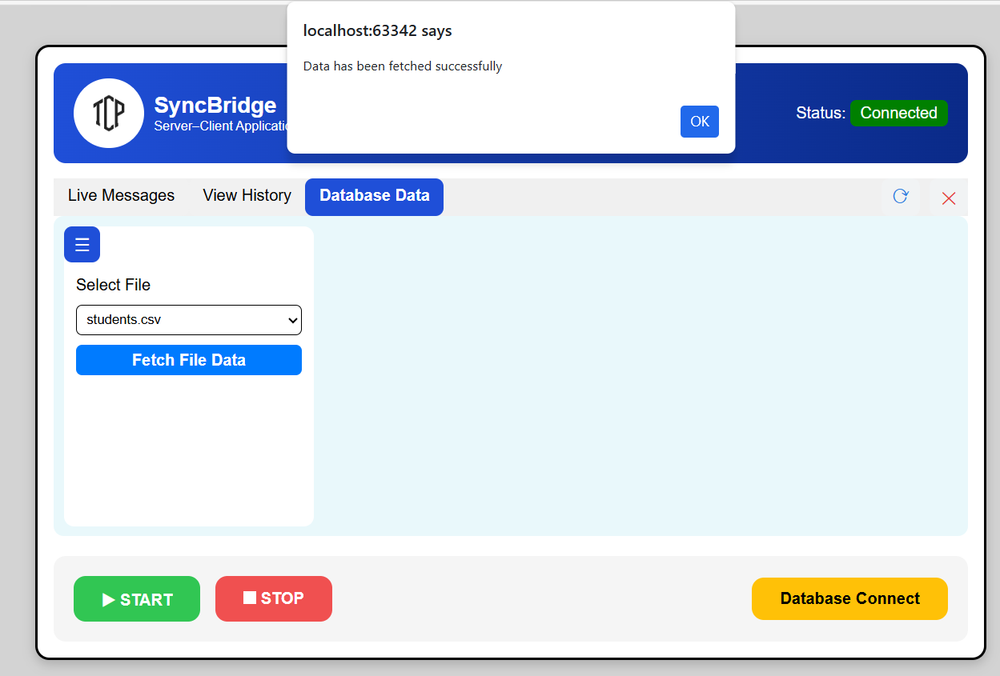 localhost:63342 says
Data has been fetched successfully
OK
TCP
SyncBridge
Server–Client Applicatio
Status: Connected
Live Messages View History Database Data
Select File
students.csv
Fetch File Data
START STOP Database Connect